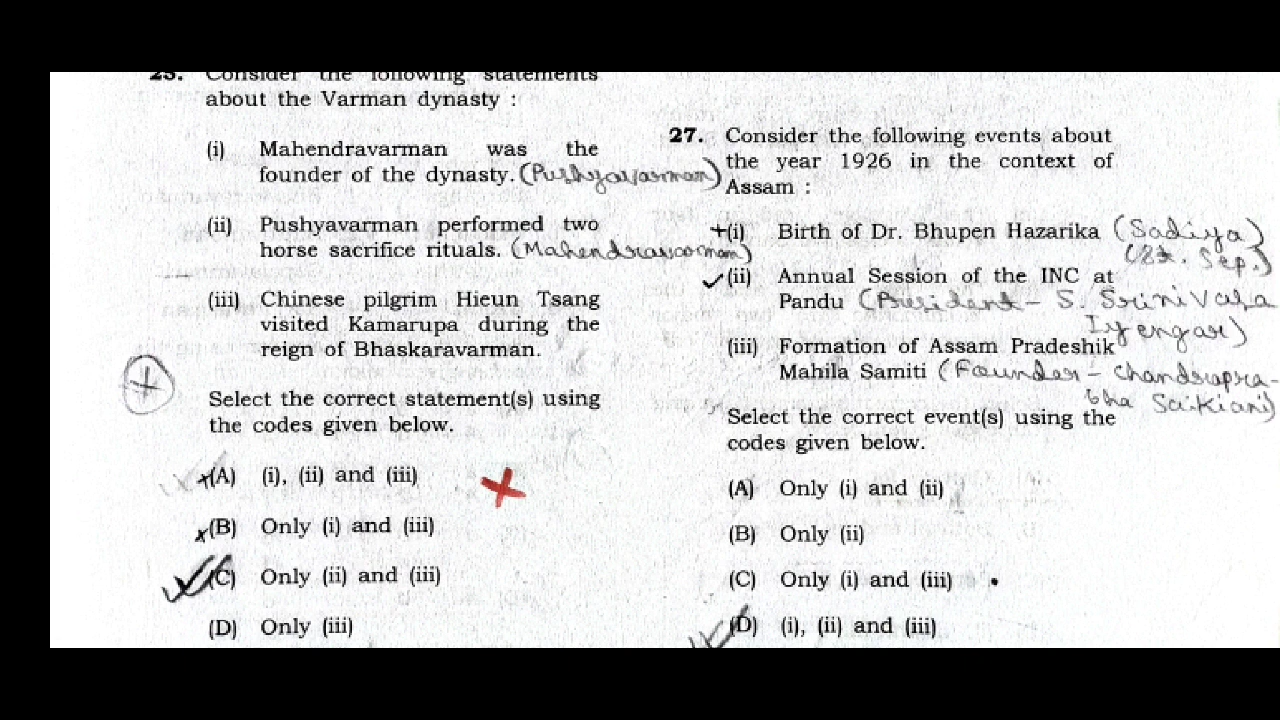 25. Consider the following statements
about the Varman dynasty :
(i) Mahendravarman was the
founder of the dynasty. (Pushyavarman)
(ii) Pushyavarman performed two
horse sacrifice rituals. (Mahendravarman)
(iii) Chinese pilgrim Hieun Tsang
visited Kamarupa during the
reign of Bhaskaravarman.
Select the correct statement(s) using
the codes given below.
(A) (i), (ii) and (iii)
(B) Only (i) and (iii)
(C) Only (ii) and (iii)
(D) Only (iii)
27. Consider the following events about
the year 1926 in the context of
Assam :
(i) Birth of Dr. Bhupen Hazarika (Sadiya)
Sep.)
(ii) Annual Session of the INC at
Pandu (President - S. Srinivasa
Iyengar)
(iii) Formation of Assam Pradeshik
Mahila Samiti (Founder - Chandrapra-
bha Saikiani)
Select the correct event(s) using the
codes given below.
(A) Only (i) and (ii)
(B) Only (ii)
(C) Only (i) and (iii)
(D) (i), (ii) and (iii)